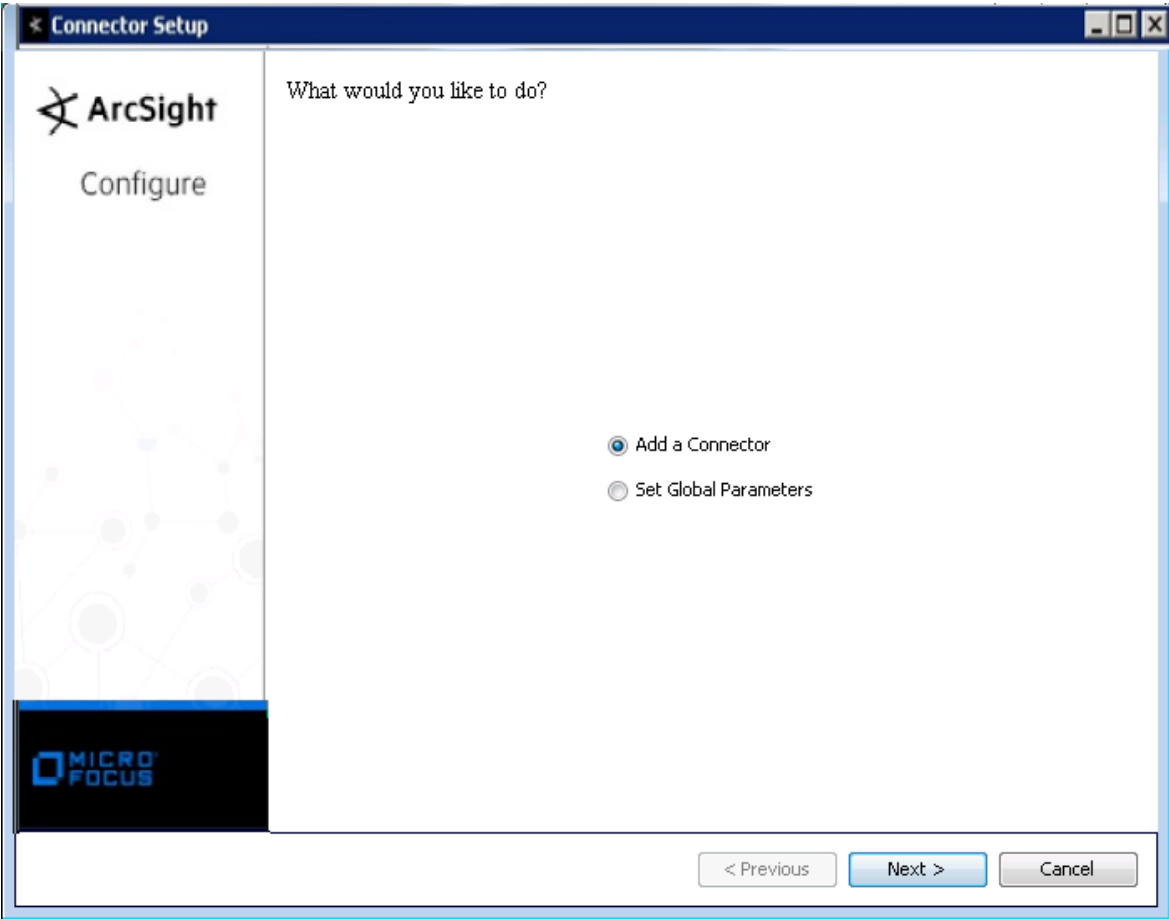 Connector Setup
ArcSight
Configure
What would you like to do?
Add a Connector
Set Global Parameters
MICRO
FOCUS
< Previous
Next >
Cancel